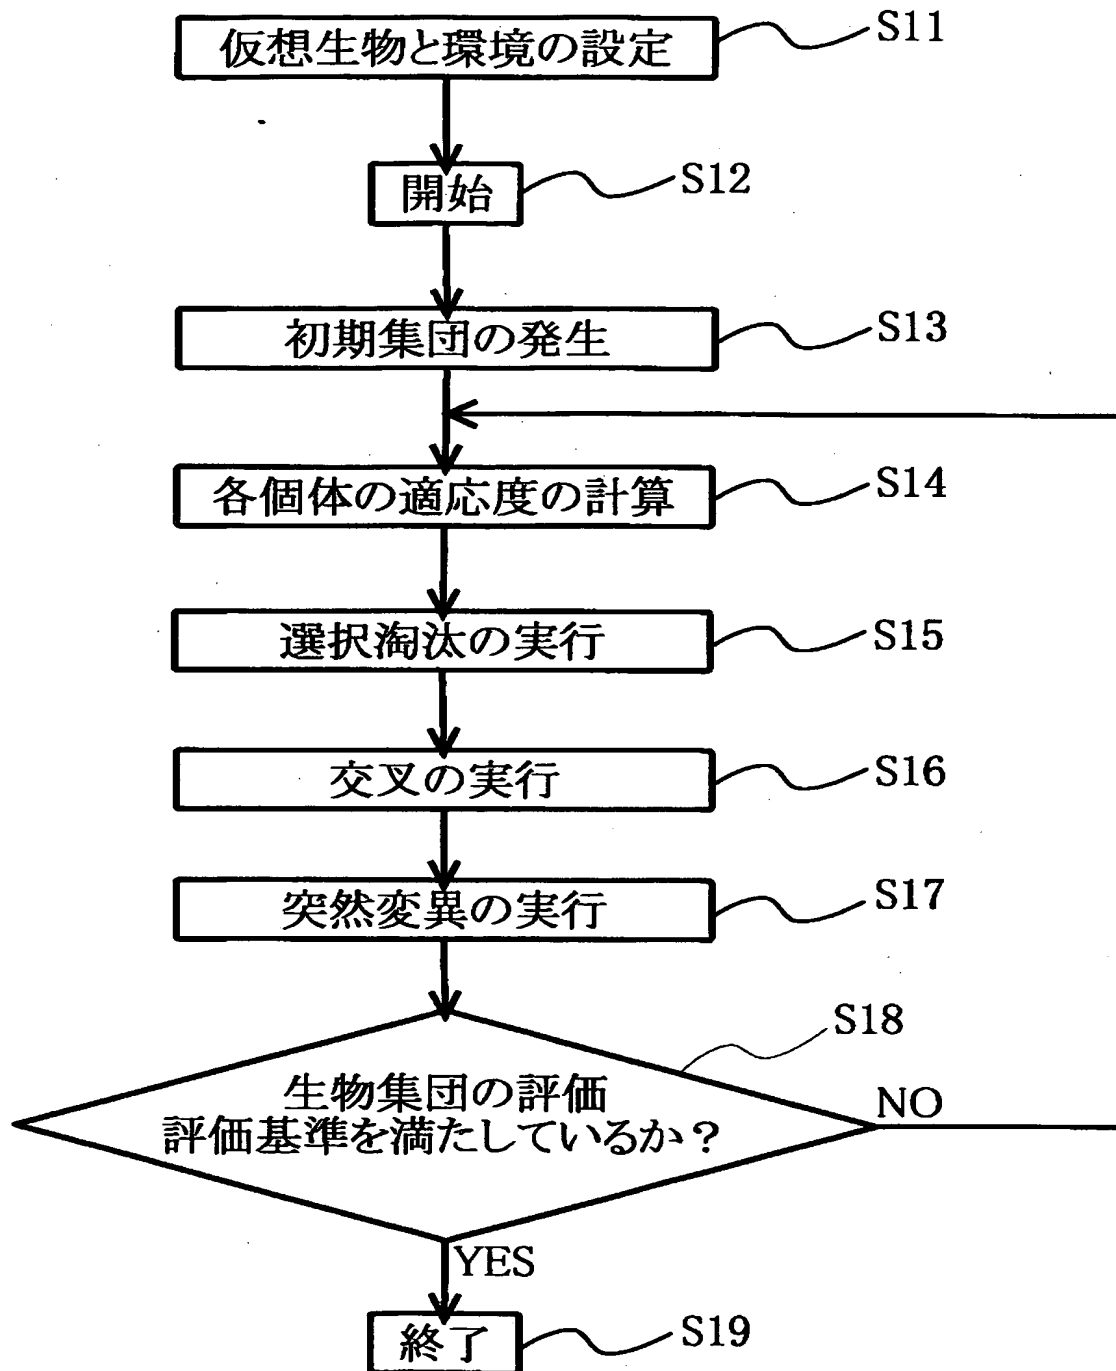 仮想生物と環境の設定
S11
開始
S12
初期集団の発生
S13
各個体の適応度の計算
S14
選択淘汰の実行
S15
交叉の実行
S16
突然変異の実行
S17
S18
生物集団の評価
評価基準を満たしているか？
NO
YES
終了
S19